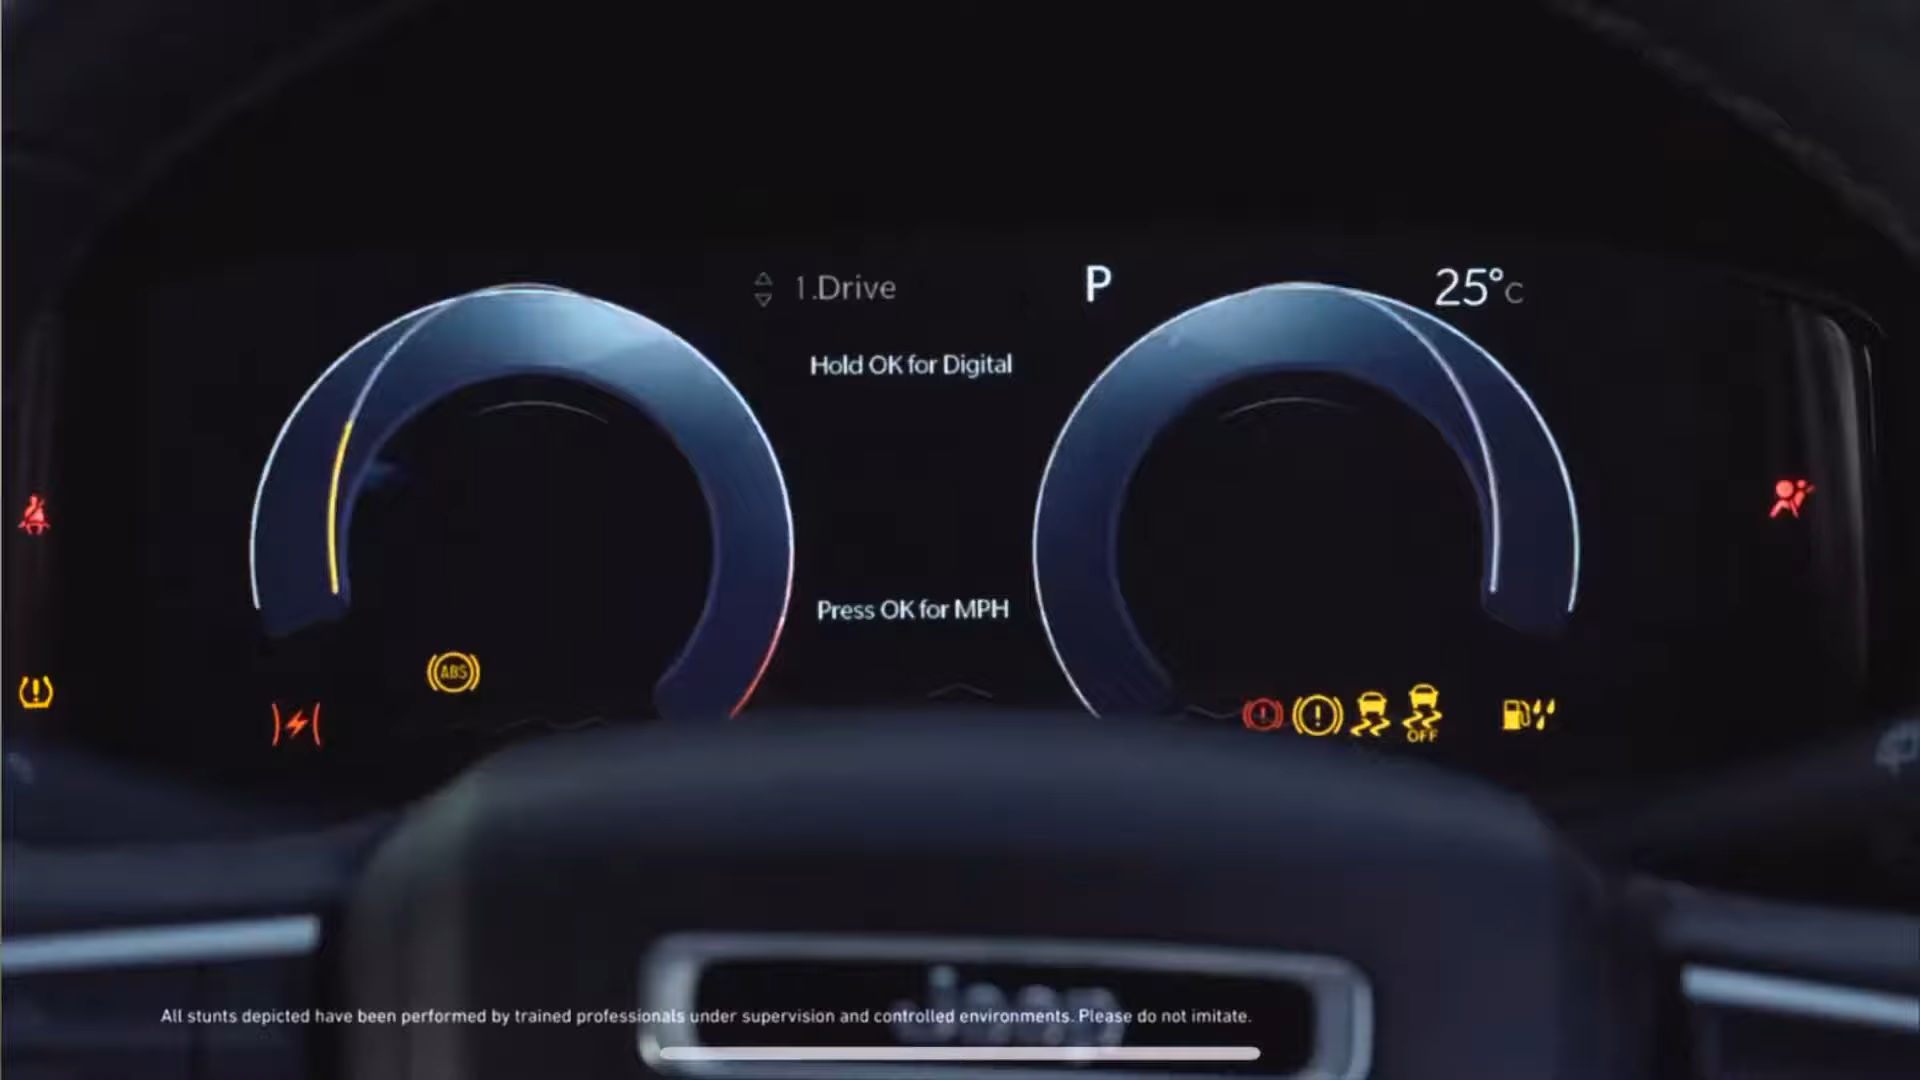 1.Drive
P
25°C
Hold OK for Digital
Press OK for MPH
ABS
OFF
Jeep
All stunts depicted have been performed by trained professionals under supervision and controlled environments. Please do not imitate.